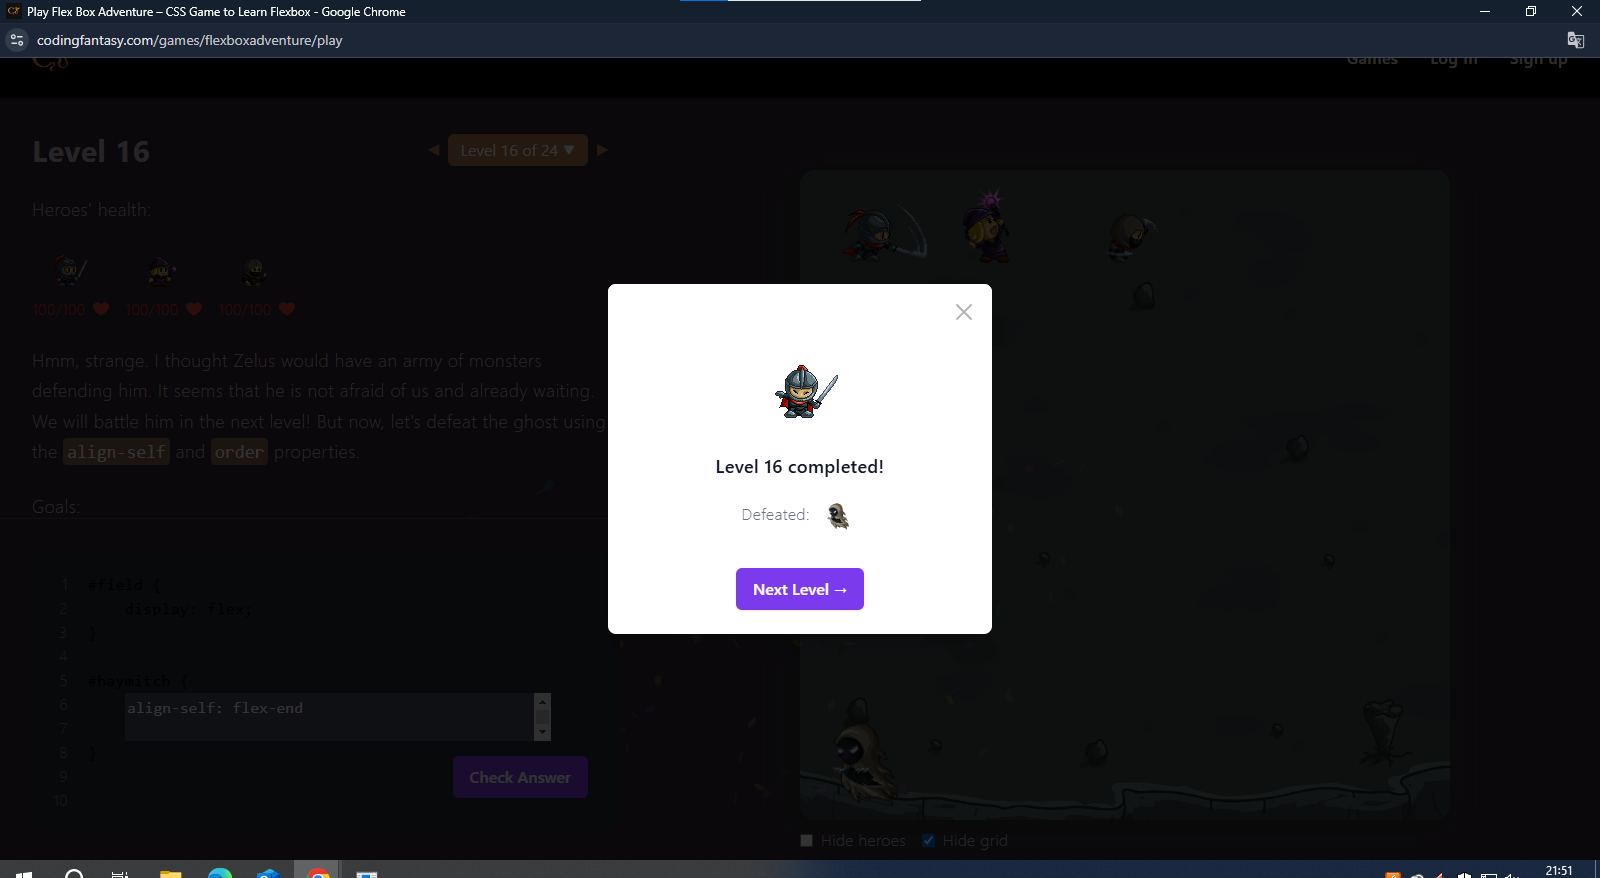 Play Flex Box Adventure – CSS Game to Learn Flexbox - Google Chrome
codingfantasy.com/games/flexboxadventure/play
Games Log in Sign up
Level 16
Level 16 of 24
Heroes' health:
100/100 100/100 100/100
Hmm, strange. I thought Zelus would have an army of monsters
defending him. It seems that he is not afraid of us and already waiting.
We will battle him in the next level! But now, let's defeat the ghost using
the align-self and order properties.
Goals:
1 #field {
2 display: flex;
3 }
4
5 #haymitch {
6 align-self: flex-end
7
8 }
9
10
Check Answer
Level 16 completed!
Defeated:
Next Level →
Hide heroes Hide grid
21:51